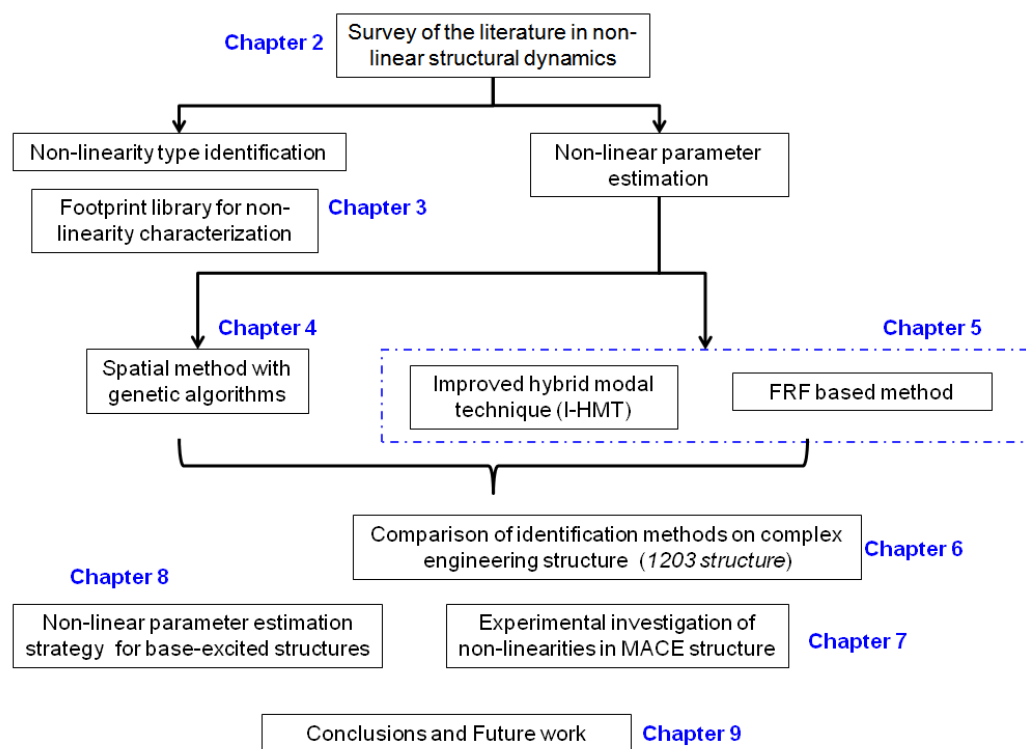 Chapter 2
Survey of the literature in non-
linear structural dynamics
Non-linearity type identification
Non-linear parameter
estimation
Footprint library for non-
linearity characterization
Chapter 3
Chapter 4
Spatial method with
genetic algorithms
Chapter 5
Improved hybrid modal
technique (I-HMT)
FRF based method
Comparison of identification methods on complex
engineering structure (1203 structure)
Chapter 6
Chapter 8
Non-linear parameter estimation
strategy for base-excited structures
Experimental investigation of
non-linearities in MACE structure
Chapter 7
Conclusions and Future work
Chapter 9